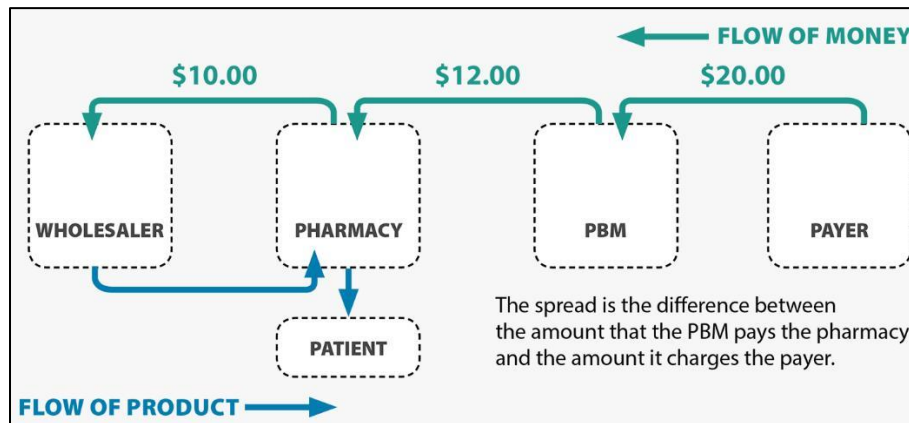 FLOW OF MONEY
$10.00
$12.00
$20.00
WHOLESALER
PHARMACY
PBM
PAYER
The spread is the difference between
the amount that the PBM pays the pharmacy
and the amount it charges the payer.
PATIENT
FLOW OF PRODUCT